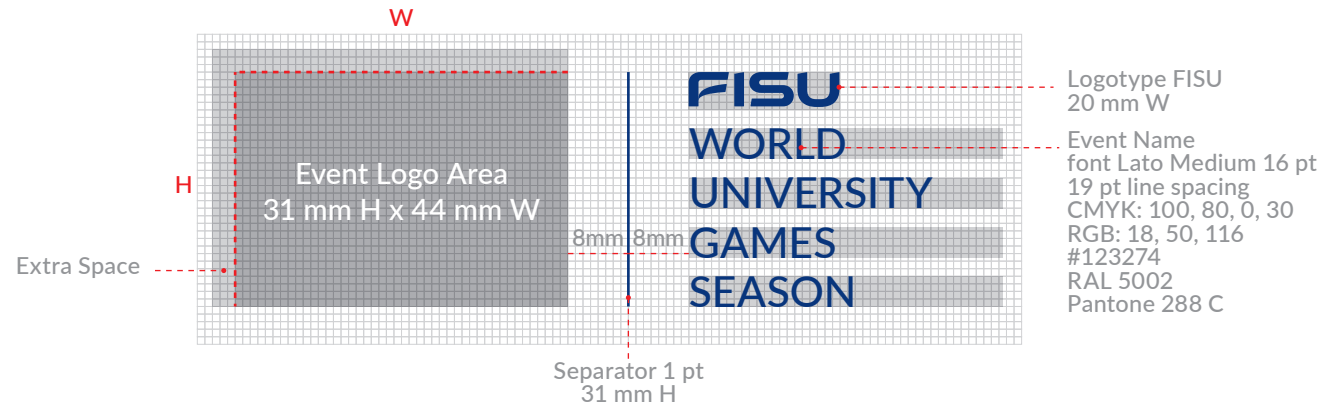 W
H
Event Logo Area
31 mm H x 44 mm W
Extra Space
8mm
8mm
Separator 1 pt
31 mm H
FISU
WORLD
UNIVERSITY
GAMES
SEASON
Logotype FISU
20 mm W
Event Name
font Lato Medium 16 pt
19 pt line spacing
CMYK: 100, 80, 0, 30
RGB: 18, 50, 116
#123274
RAL 5002
Pantone 288 C